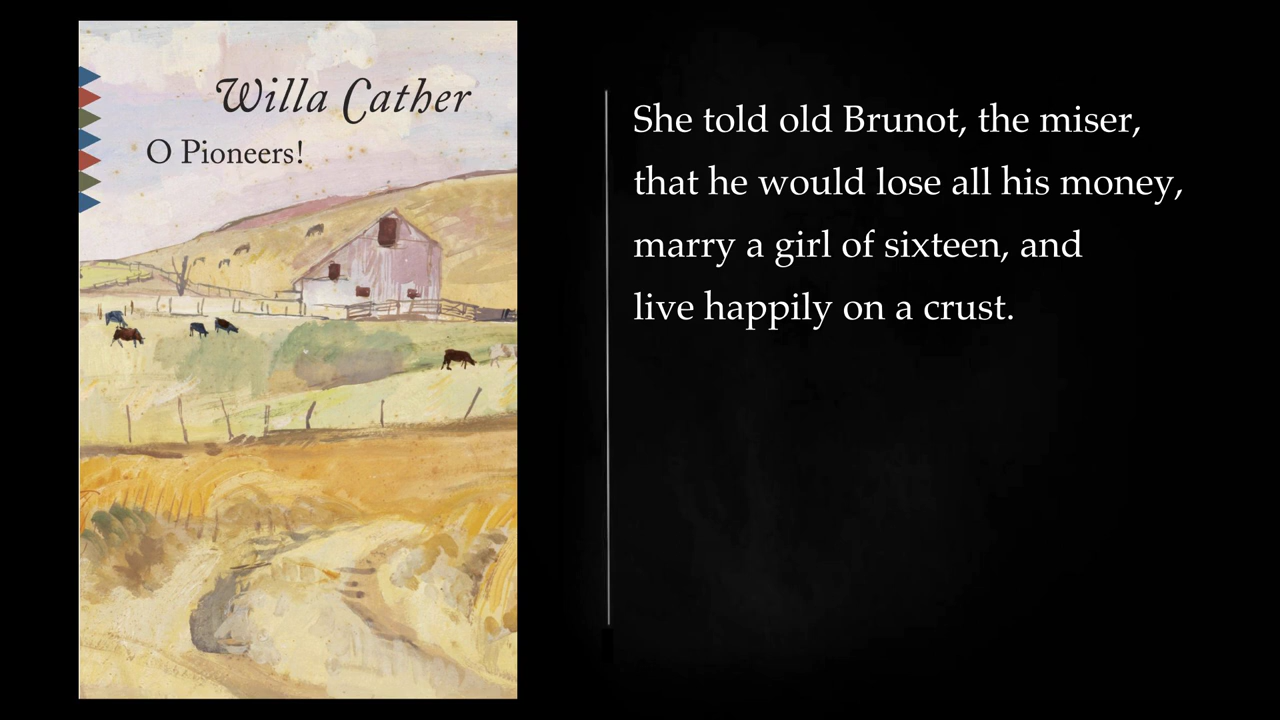 Willa Cather
O Pioneers!
She told old Brunot, the miser,
that he would lose all his money,
marry a girl of sixteen, and
live happily on a crust.